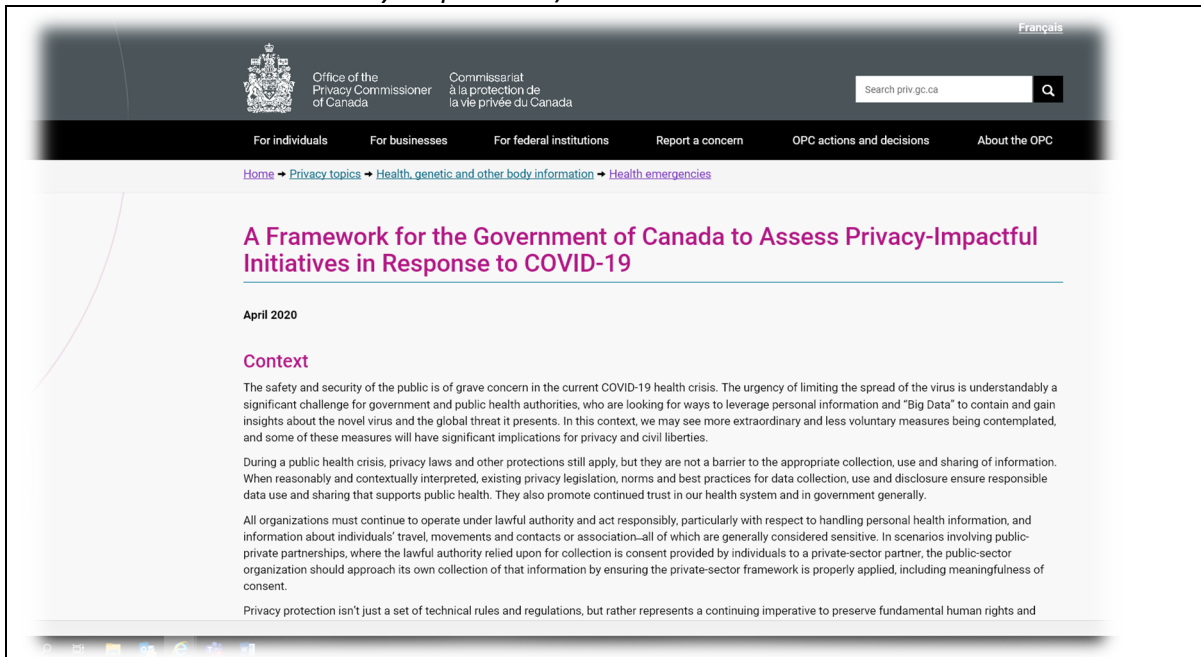 Français
Office of the
Privacy Commissioner
of Canada
Commissariat
à la protection de
la vie privée du Canada
Search priv.gc.ca
For individuals For businesses For federal institutions Report a concern OPC actions and decisions About the OPC
Home → Privacy topics → Health, genetic and other body information → Health emergencies
A Framework for the Government of Canada to Assess Privacy-Impactful
Initiatives in Response to COVID-19
April 2020
Context
The safety and security of the public is of grave concern in the current COVID-19 health crisis. The urgency of limiting the spread of the virus is understandably a
significant challenge for government and public health authorities, who are looking for ways to leverage personal information and “Big Data” to contain and gain
insights about the novel virus and the global threat it presents. In this context, we may see more extraordinary and less voluntary measures being contemplated,
and some of these measures will have significant implications for privacy and civil liberties.
During a public health crisis, privacy laws and other protections still apply, but they are not a barrier to the appropriate collection, use and sharing of information.
When reasonably and contextually interpreted, existing privacy legislation, norms and best practices for data collection, use and disclosure ensure responsible
data use and sharing that supports public health. They also promote continued trust in our health system and in government generally.
All organizations must continue to operate under lawful authority and act responsibly, particularly with respect to handling personal health information, and
information about individuals’ travel, movements and contacts or association—all of which are generally considered sensitive. In scenarios involving public-
private partnerships, where the lawful authority relied upon for collection is consent provided by individuals to a private-sector partner, the public-sector
organization should approach its own collection of that information by ensuring the private-sector framework is properly applied, including meaningfulness of
consent.
Privacy protection isn’t just a set of technical rules and regulations, but rather represents a continuing imperative to preserve fundamental human rights and